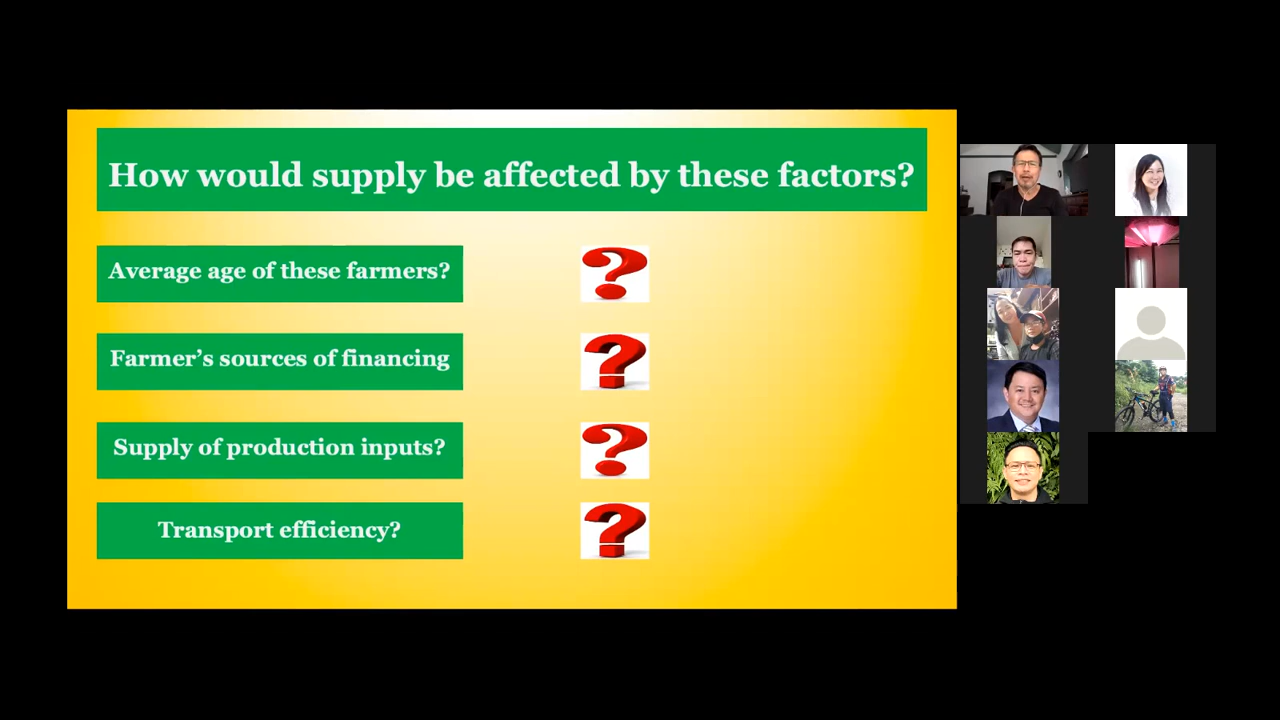 How would supply be affected by these factors?
Average age of these farmers?
Farmer’s sources of financing
Supply of production inputs?
Transport efficiency?